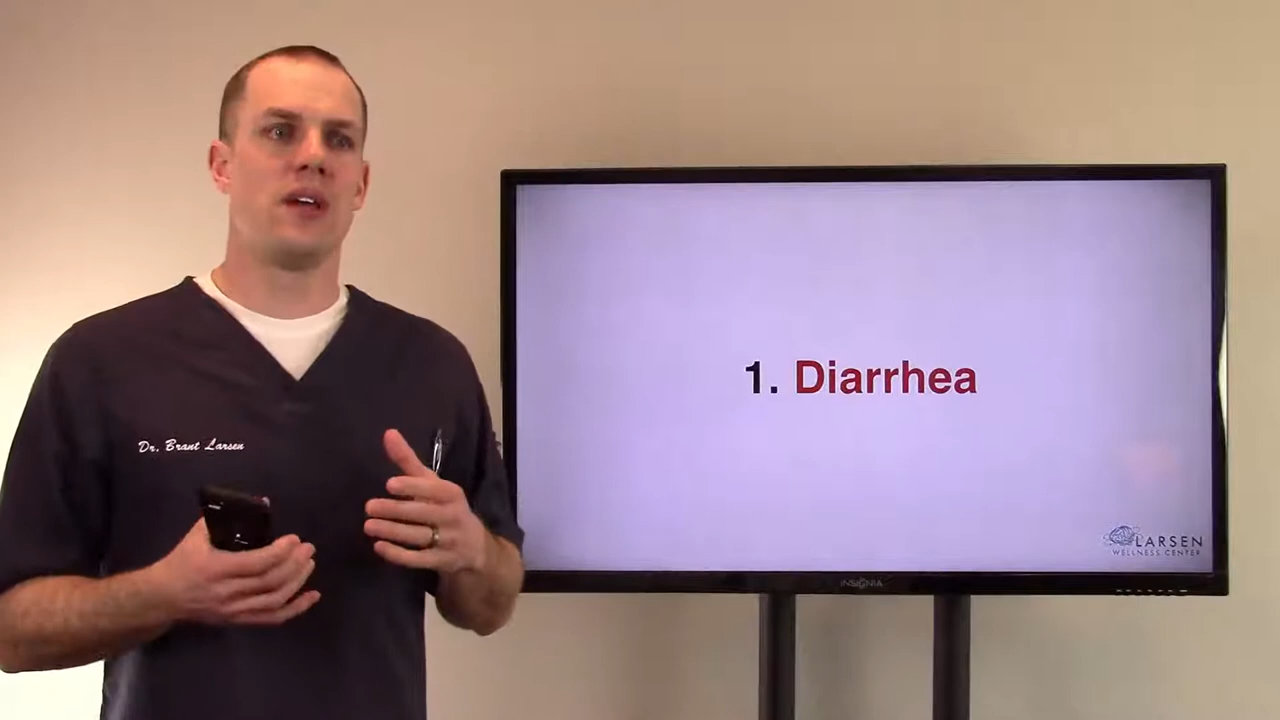 1. Diarrhea
Dr. Brant Larsen
LARSEN
WELLNESS CENTER
INSIGNIA